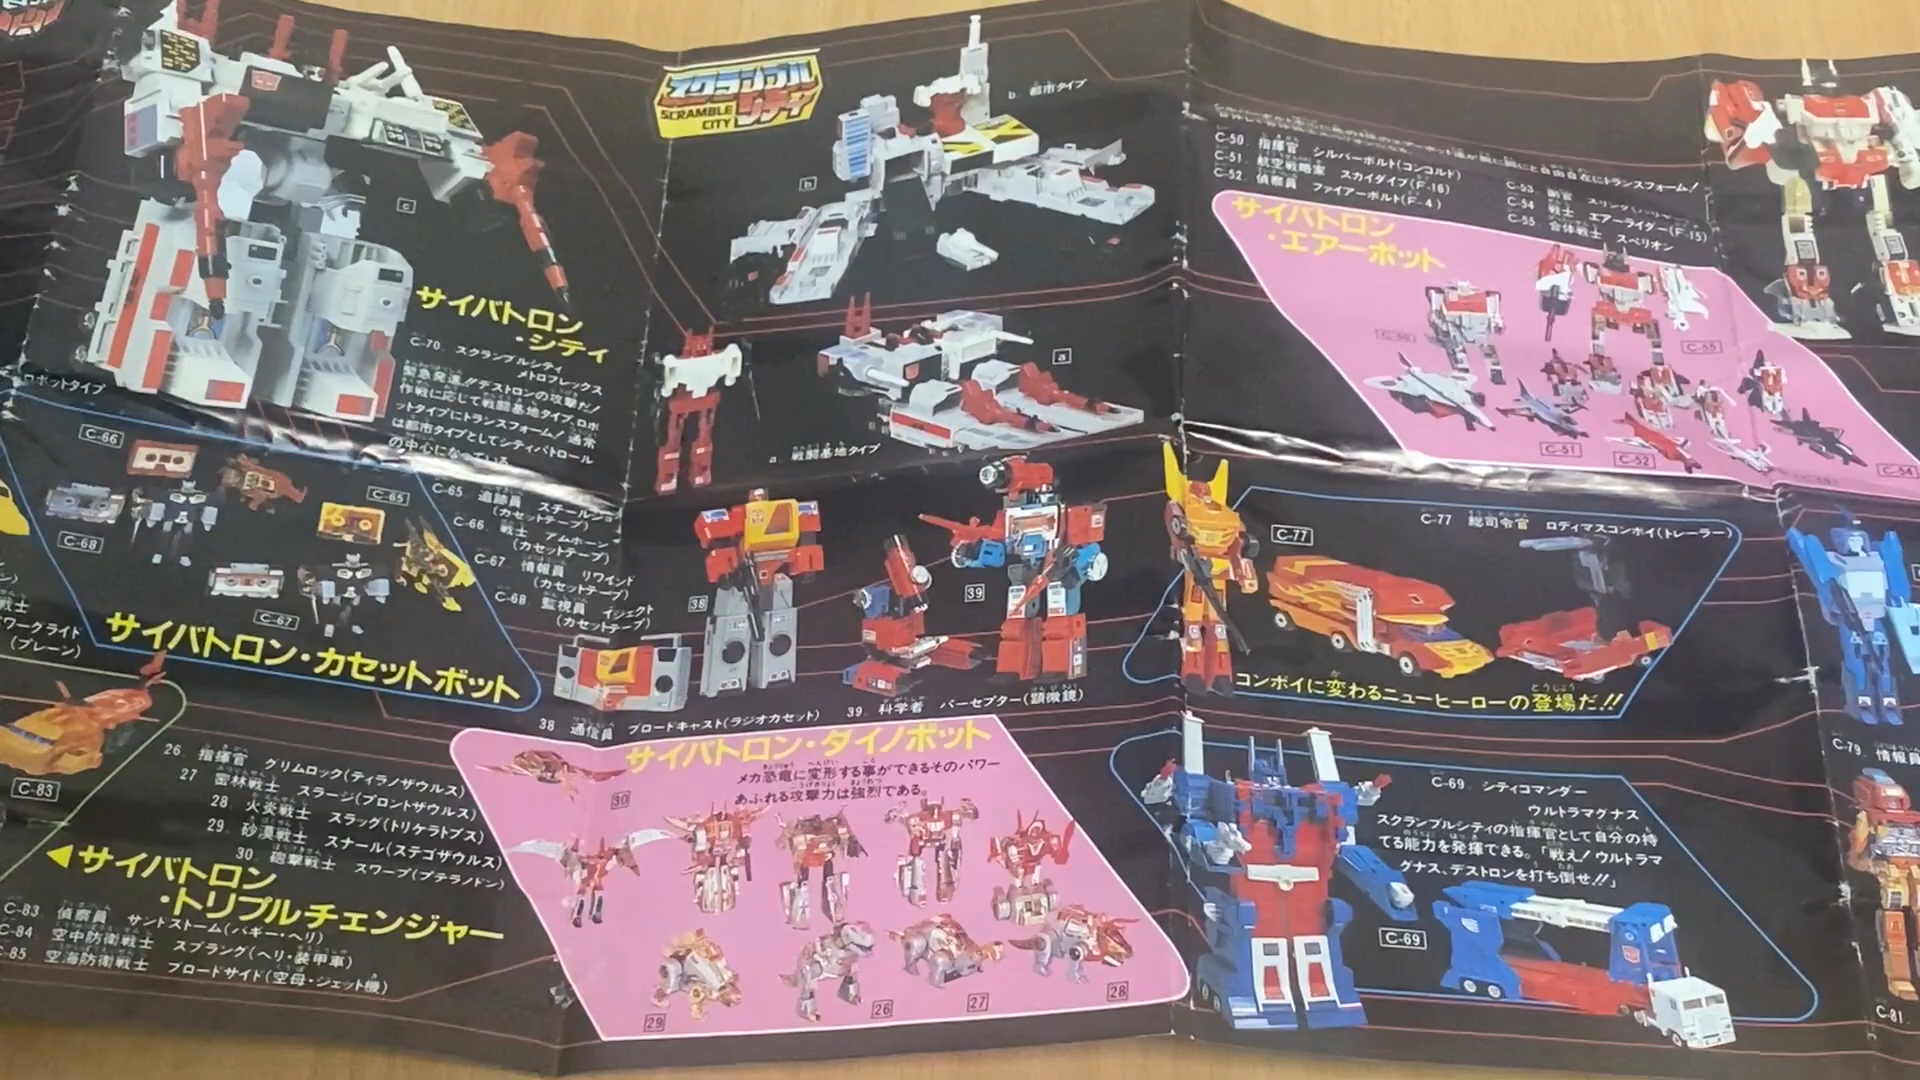 スクランブル
シティ
SCRAMBLE
CITY
b 都市タイプ
b
c
サイバトロン
・シティ
C-70. スクランブルシティ
メトロフレックス
緊急発進!!デストロンの攻撃だ!
作戦に応じて戦闘基地タイプ、ロボ
ットタイプにトランスフォーム!通常
は都市タイプとしてシティパトロール
の中心になっている。
ロボットタイプ
a
a. 戦闘基地タイプ
C-50. 指揮官 シルバーボルト(コンコルド)
C-51. 航空戦略家 スカイダイブ(F-16)
C-52. 偵察員 ファイアーボルト(F-4)
C-53
C-54 戦士 エアーライダー(F-15)
C-55 合体戦士 スペリオン
サイバトロン
・エアーボット
C-51
C-52
C-54
C-66
C-65
C-68
C-67
C-65 遺跡員 スチールジョ
(カセットテープ)
C-66 戦士 アムホーン
(カセットテープ)
C-67 情報員 リワインド
(カセットテープ)
C-68 監視員 イジェクト
(カセットテープ)
サイバトロン・カセットボット
ワークライド
(プレーン)
38
39
38 通信員 ブロードキャスト(ラジオカセット)
39. 科学者 パーセプター(顕微鏡)
C-77
C-77 総司令官 ロディマスコンボイ(トレーラー)
コンボイに変わるニューヒーローの登場だ!!
C-79. 情報員
C-83
26 指揮官 グリムロック(ティラノザウルス)
27 密林戦士 スラージ(ブロントザウルス)
28 火炎戦士 スラッグ(トリケラトプス)
29. 砂漠戦士 スナール(ステゴザウルス)
30. 砲撃戦士 スワープ(プテラノドン)
◀サイバトロン
・トリプルチェンジャー
C-83 偵察員 サンドストーム(バギー・ヘリ)
C-84 空中防衛戦士 スプラング(ヘリ・装甲車)
C-85. 空海防衛戦士 ブロードサイド(空母・ジェット機)
サイバトロン・ダイノボット
メカ恐竜に変形する事ができるそのパワー
あふれる攻撃力は強烈である。
30
29
26
27
28
C-69. シティコマンダー
ウルトラマグナス
スクランブルシティの指揮官として自分の持
てる能力を発揮できる。「戦え!ウルトラマ
グナス、デストロンを打ち倒せ!!」
C-69
C-81.